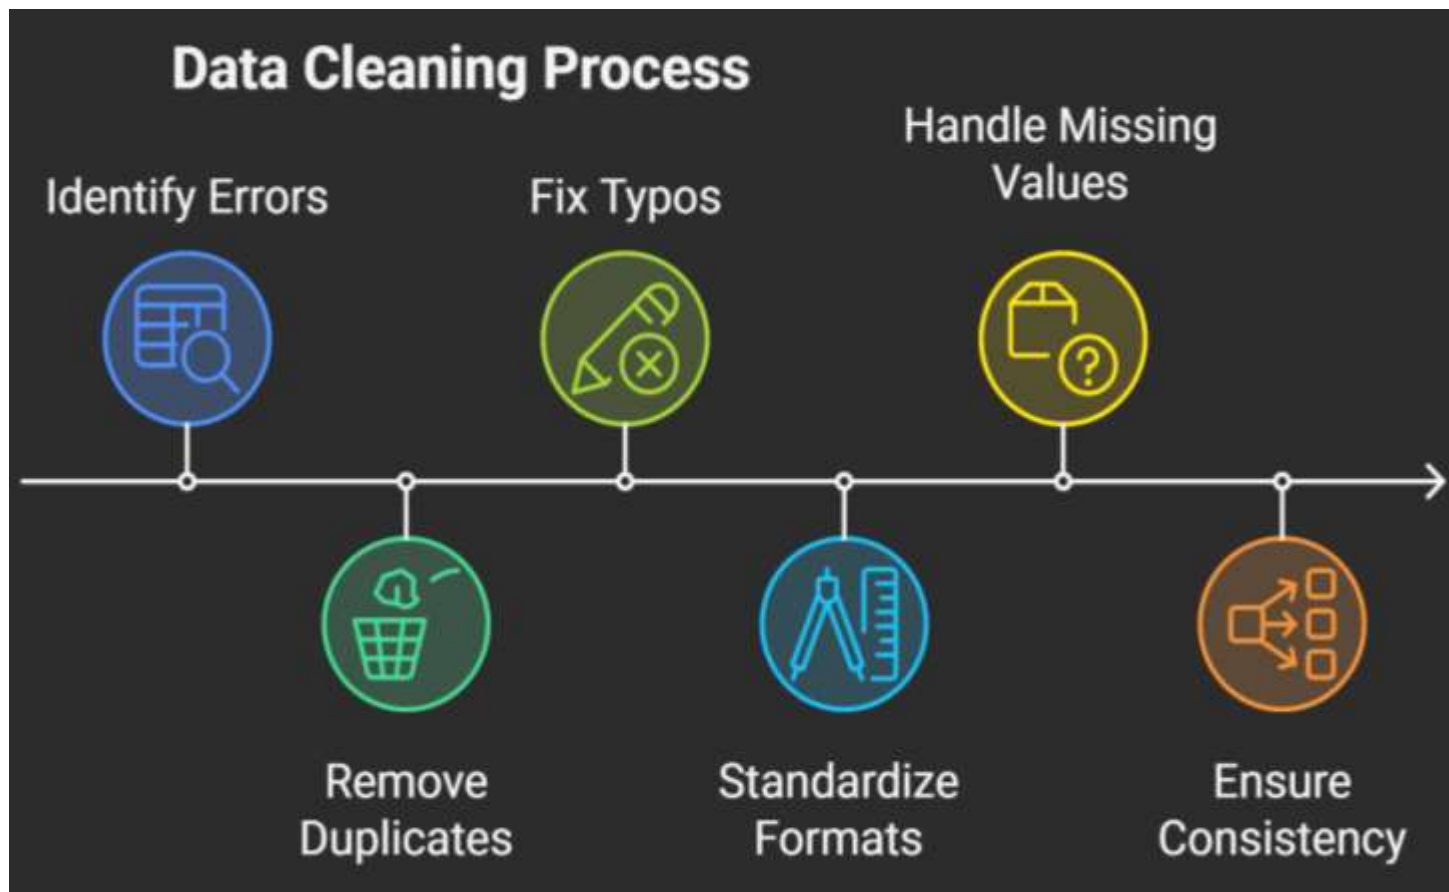 Data Cleaning Process
Identify Errors
Remove
Duplicates
Fix Typos
Standardize
Formats
Handle Missing
Values
Ensure
Consistency